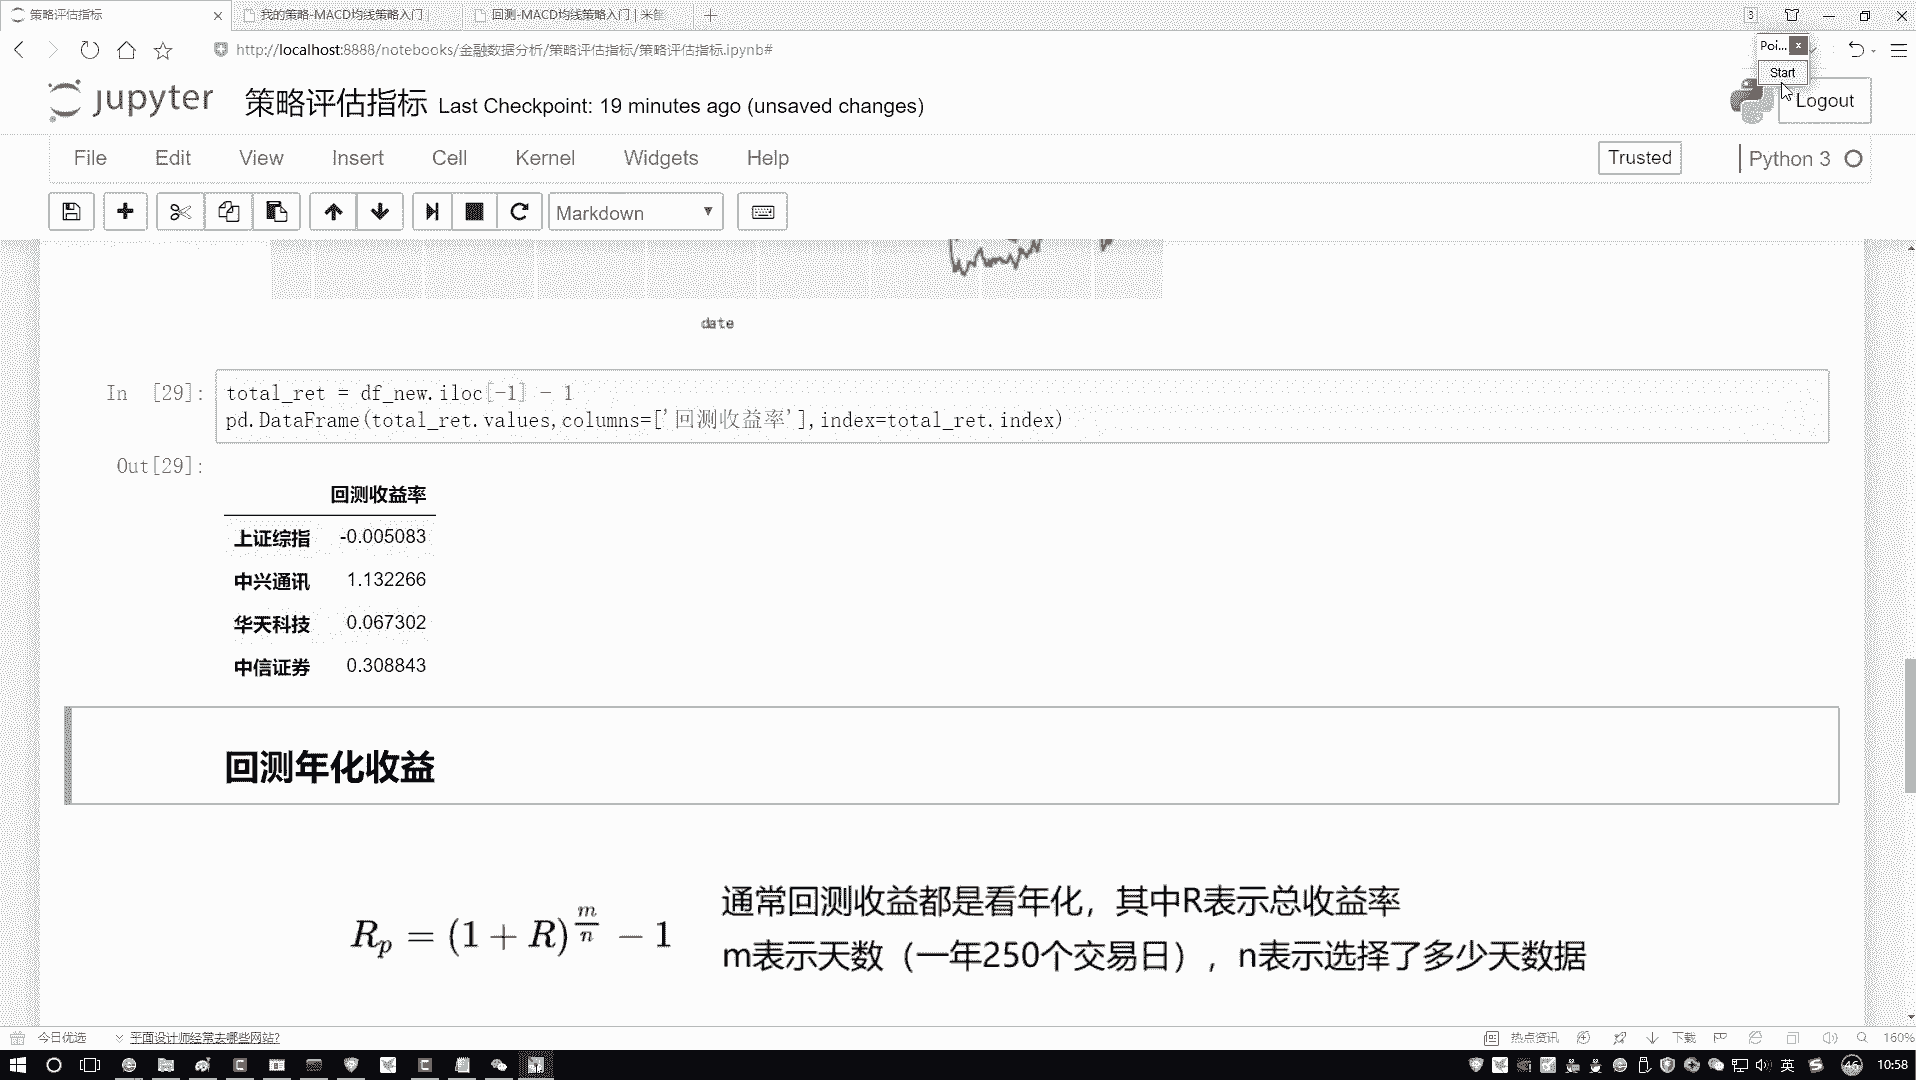 策略评估指标
我的策略-MACD均线策略入门
回测-MACD均线策略入门 | 米筐
3
http://localhost:8888/notebooks/金融数据分析/策略评估指标/策略评估指标.ipynb#
Poi...
Start
jupyter 策略评估指标 Last Checkpoint: 19 minutes ago (unsaved changes)
Logout
File Edit View Insert Cell Kernel Widgets Help
Trusted
Python 3
Markdown
date
In [29]: total_ret = df_new.iloc[-1] - 1
pd.DataFrame(total_ret.values,columns=['回测收益率'],index=total_ret.index)
Out[29]:
回测收益率
上证综指 -0.005083
中兴通讯 1.132266
华天科技 0.067302
中信证券 0.308843
回测年化收益
R_p = (1 + R)^{m/n} - 1
通常回测收益都是看年化，其中R表示总收益率
m表示天数（一年250个交易日），n表示选择了多少天数据
今日优选 平面设计师经常去哪些网站?
热点资讯 下载 160%
英 46 10:58